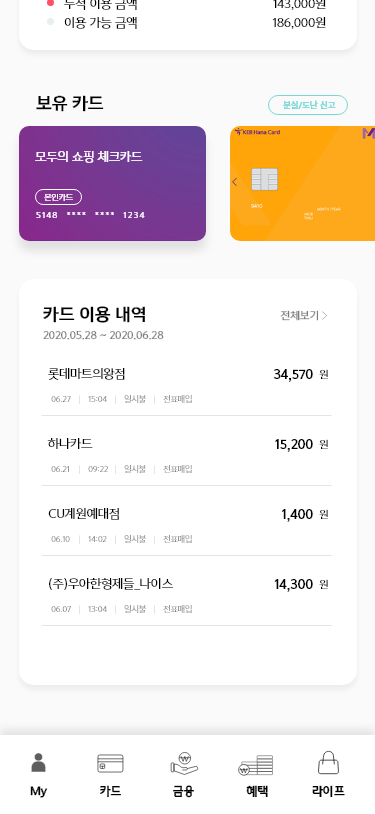 누적 이용 금액 143,000원
이용 가능 금액 186,000원
보유 카드 분실/도난 신고
모두의 쇼핑 체크카드
본인카드
5148 **** **** 1234
KEB Hana Card
카드 이용 내역 전체보기
2020.05.28 ~ 2020.06.28
롯데마트의왕점 34,570 원
06.27 15:04 일시불 전표매입
하나카드 15,200 원
06.21 09:22 일시불 전표매입
CU계원예대점 1,400 원
06.10 14:02 일시불 전표매입
(주)우아한형제들_나이스 14,300 원
06.07 13:04 일시불 전표매입
My 카드 금융 혜택 라이프